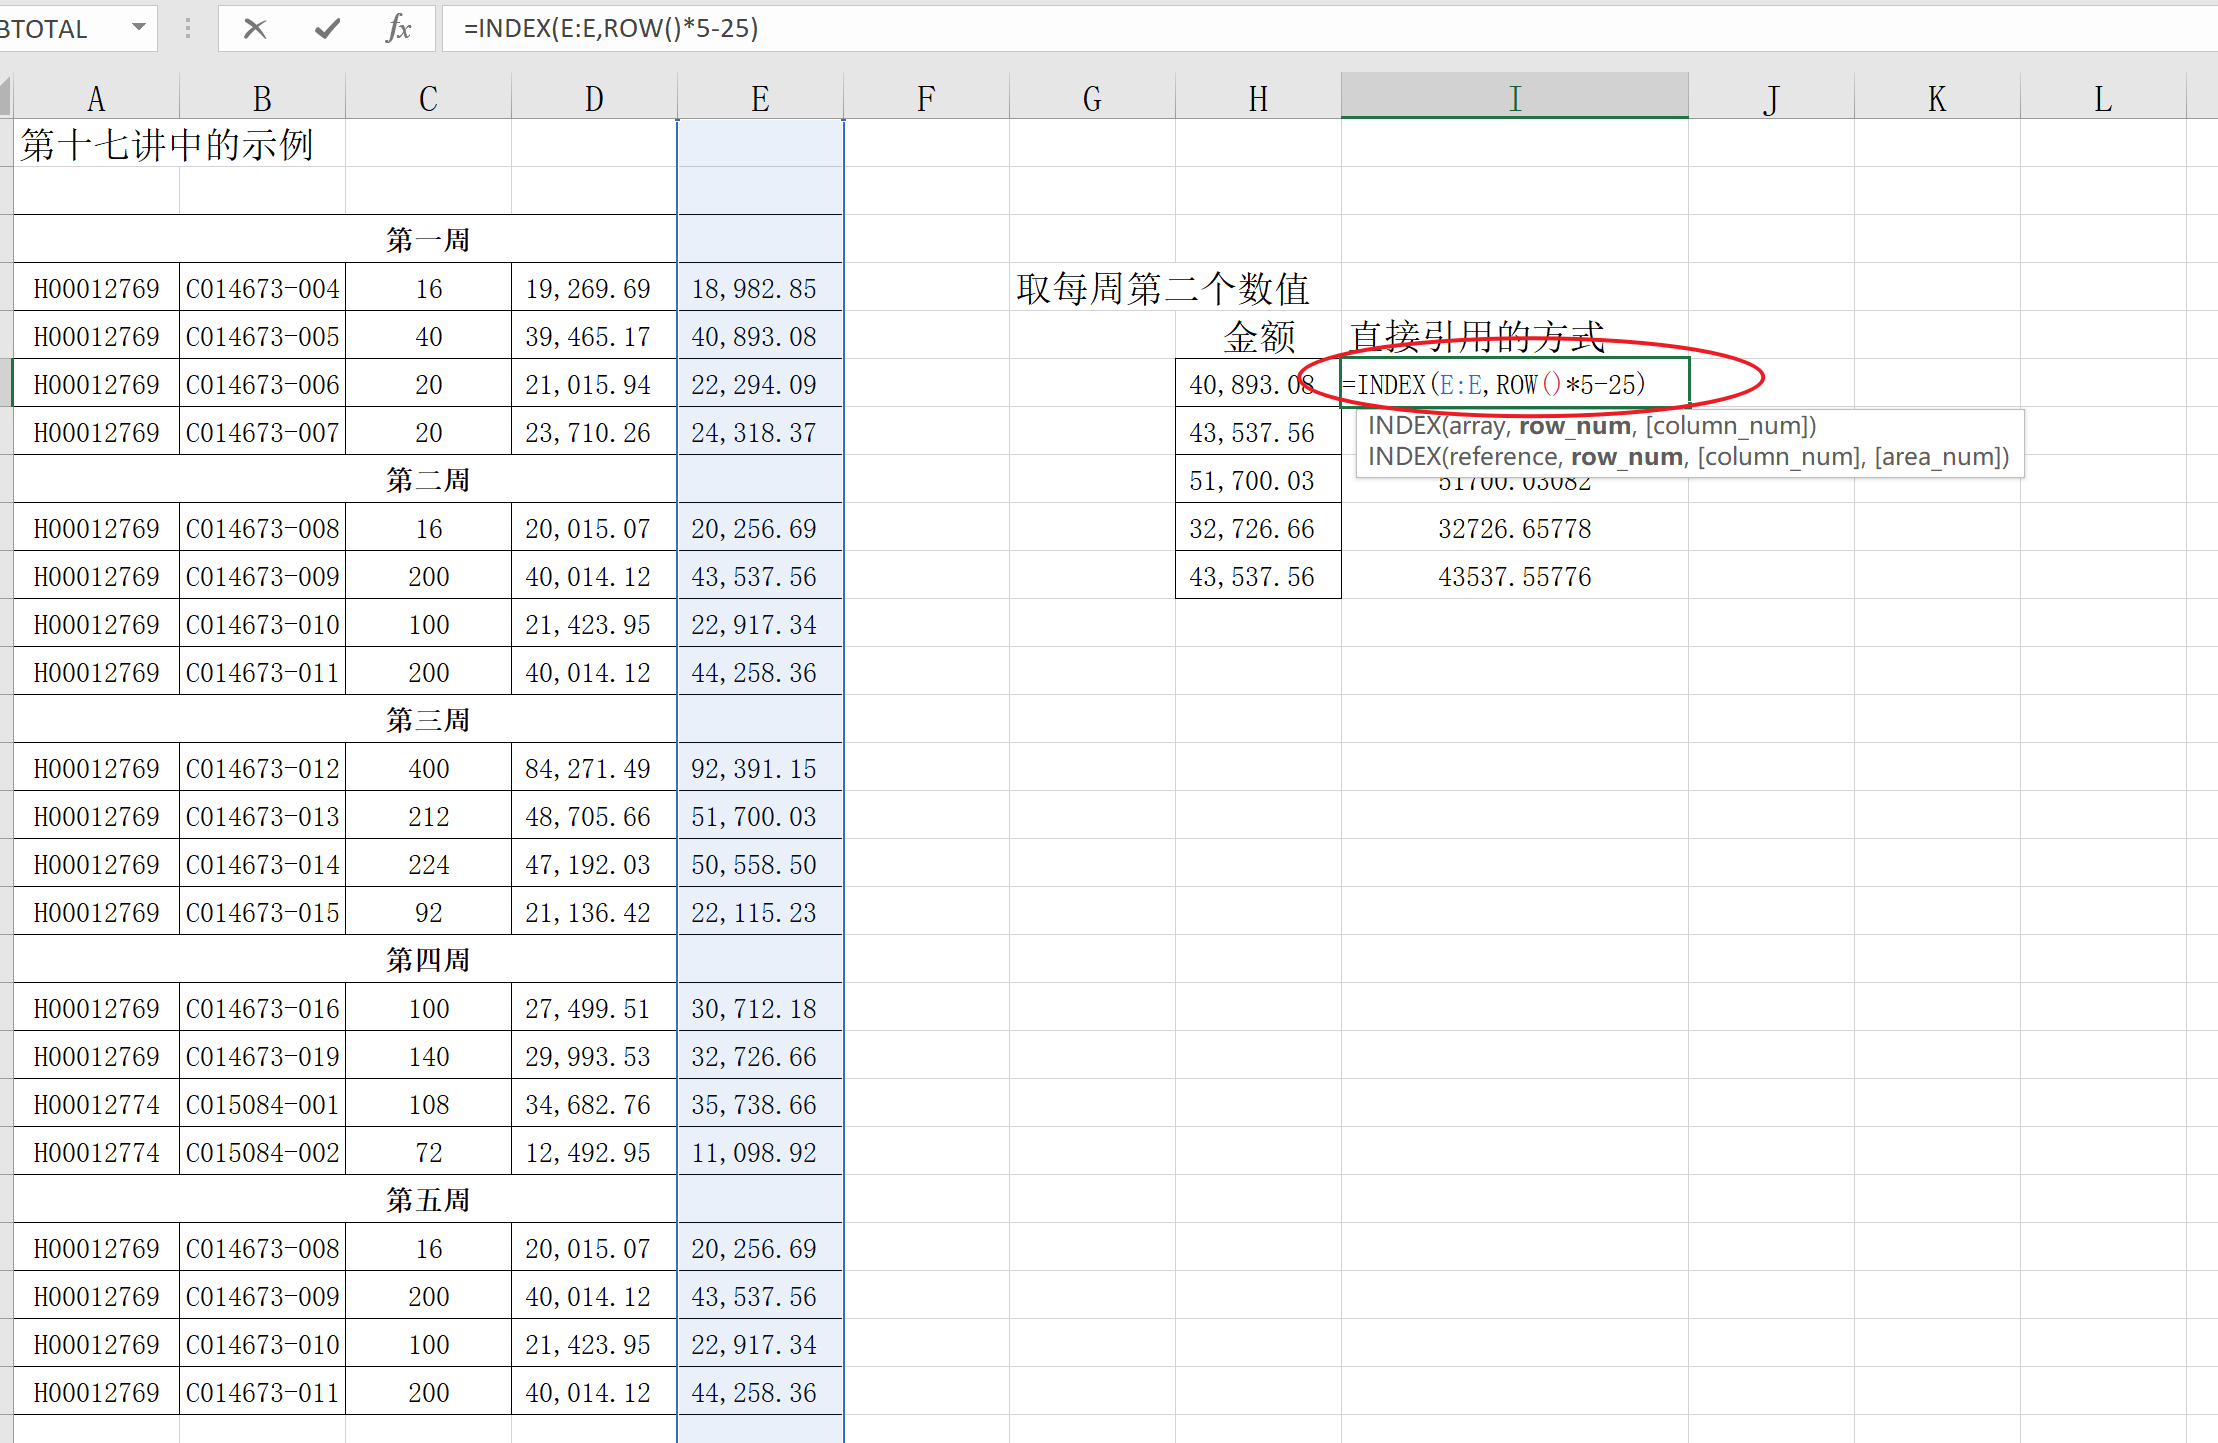 BTOTAL =INDEX(E:E,ROW()*5-25)
A B C D E F G H I J K L
第十七讲中的示例
第一周
H00012769 C014673-004 16 19,269.69 18,982.85 取每周第二个数值
H00012769 C014673-005 40 39,465.17 40,893.08 金额 直接引用的方式
H00012769 C014673-006 20 21,015.94 22,294.09 40,893.08 =INDEX(E:E,ROW()*5-25)
H00012769 C014673-007 20 23,710.26 24,318.37 43,537.56 INDEX(array, row_num, [column_num])
INDEX(reference, row_num, [column_num], [area_num])
第二周 51,700.03 51700.03082
H00012769 C014673-008 16 20,015.07 20,256.69 32,726.66 32726.65778
H00012769 C014673-009 200 40,014.12 43,537.56 43,537.56 43537.55776
H00012769 C014673-010 100 21,423.95 22,917.34
H00012769 C014673-011 200 40,014.12 44,258.36
第三周
H00012769 C014673-012 400 84,271.49 92,391.15
H00012769 C014673-013 212 48,705.66 51,700.03
H00012769 C014673-014 224 47,192.03 50,558.50
H00012769 C014673-015 92 21,136.42 22,115.23
第四周
H00012769 C014673-016 100 27,499.51 30,712.18
H00012769 C014673-019 140 29,993.53 32,726.66
H00012774 C015084-001 108 34,682.76 35,738.66
H00012774 C015084-002 72 12,492.95 11,098.92
第五周
H00012769 C014673-008 16 20,015.07 20,256.69
H00012769 C014673-009 200 40,014.12 43,537.56
H00012769 C014673-010 100 21,423.95 22,917.34
H00012769 C014673-011 200 40,014.12 44,258.36